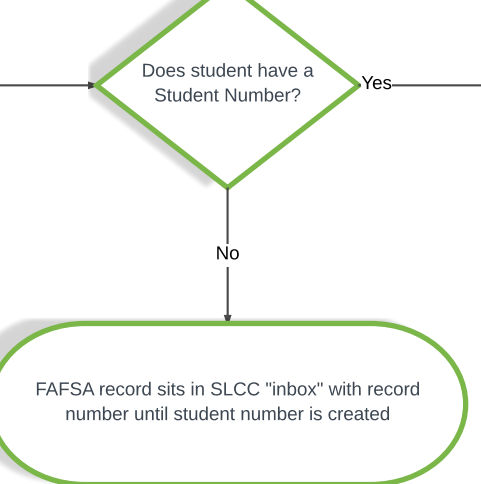 Does student have a
Student Number?
Yes
No
FAFSA record sits in SLCC "inbox" with record
number until student number is created